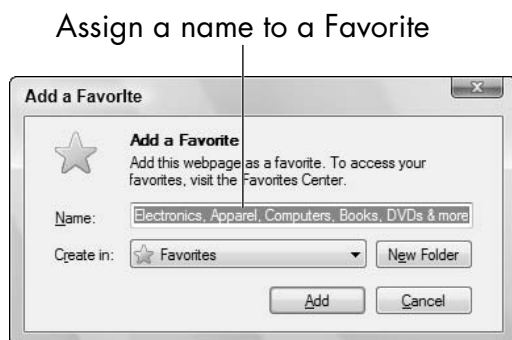 Assign a name to a Favorite
Add a Favorite
Add a Favorite
Add this webpage as a favorite. To access your
favorites, visit the Favorites Center.
Name: Electronics, Apparel, Computers, Books, DVDs & more
Create in: Favorites New Folder
Add Cancel